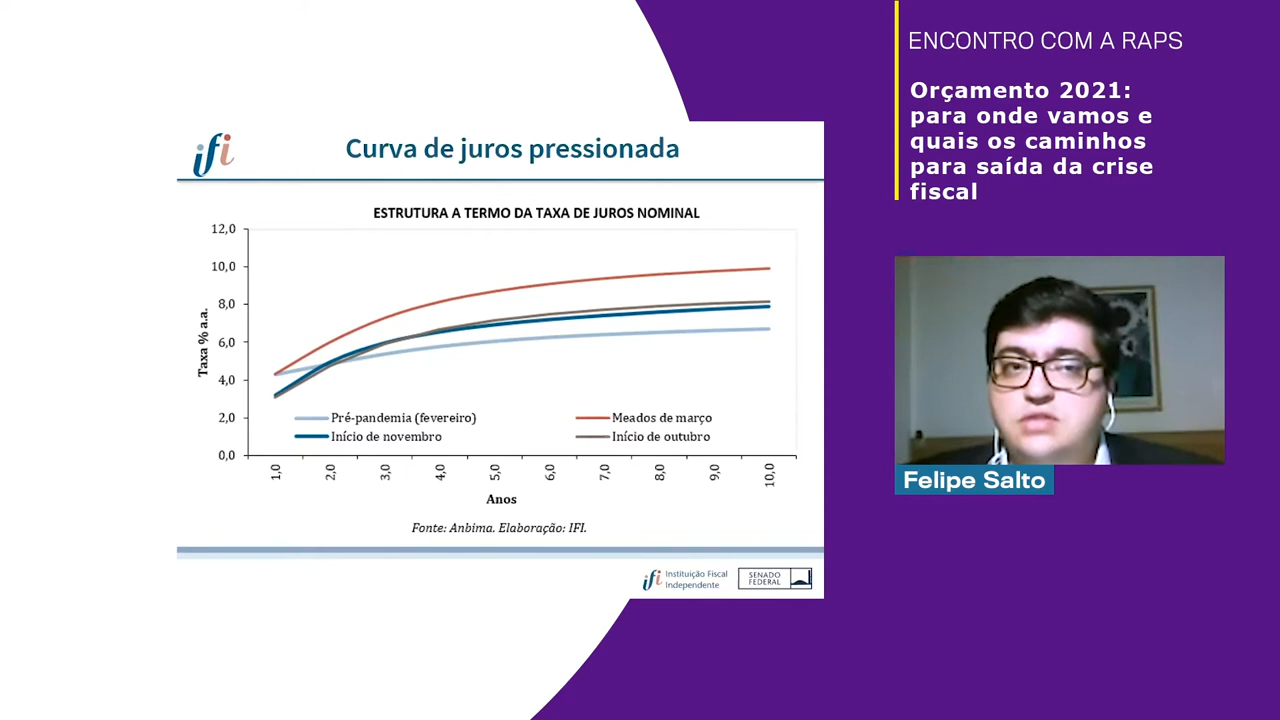 ENCONTRO COM A RAPS
Orçamento 2021:
para onde vamos e
quais os caminhos
para saída da crise
fiscal
ifi
Curva de juros pressionada
ESTRUTURA A TERMO DA TAXA DE JUROS NOMINAL
12,0
10,0
8,0
6,0
4,0
2,0
0,0
Taxa % a.a.
Pré-pandemia (fevereiro)
Meados de março
Início de novembro
Início de outubro
1,0 2,0 3,0 4,0 5,0 6,0 7,0 8,0 9,0 10,0
Anos
Fonte: Anbima. Elaboração: IFI.
ifi
Instituição Fiscal
Independente
SENADO
FEDERAL
Felipe Salto